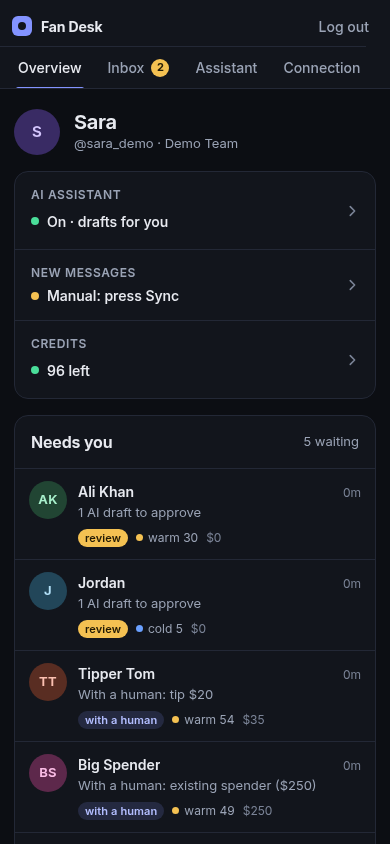 Fan Desk
Log out
Overview Inbox 2 Assistant Connection
S
Sara
@sara_demo · Demo Team
AI ASSISTANT
On · drafts for you
NEW MESSAGES
Manual: press Sync
CREDITS
96 left
Needs you 5 waiting
AK
Ali Khan 0m
1 AI draft to approve
review warm 30 $0
J
Jordan 0m
1 AI draft to approve
review cold 5 $0
TT
Tipper Tom 0m
With a human: tip $20
with a human warm 54 $35
BS
Big Spender 0m
With a human: existing spender ($250)
with a human warm 49 $250